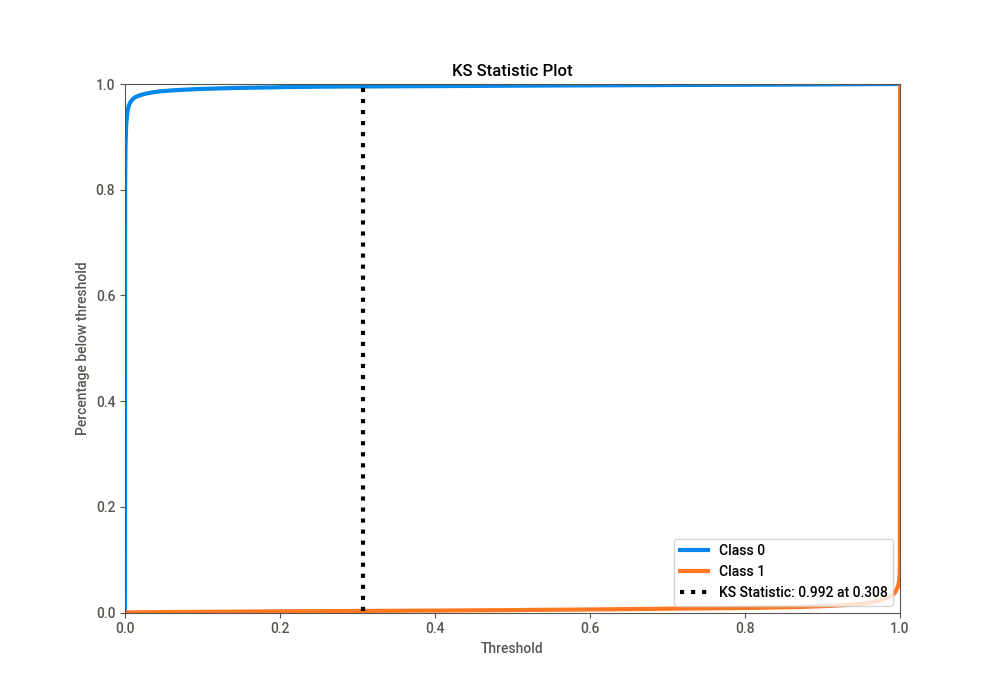 KS Statistic Plot
1.0
0.8
0.6
0.4
0.2
0.0
Percentage below threshold
0.0 0.2 0.4 0.6 0.8 1.0
Threshold
Class 0
Class 1
KS Statistic: 0.992 at 0.308